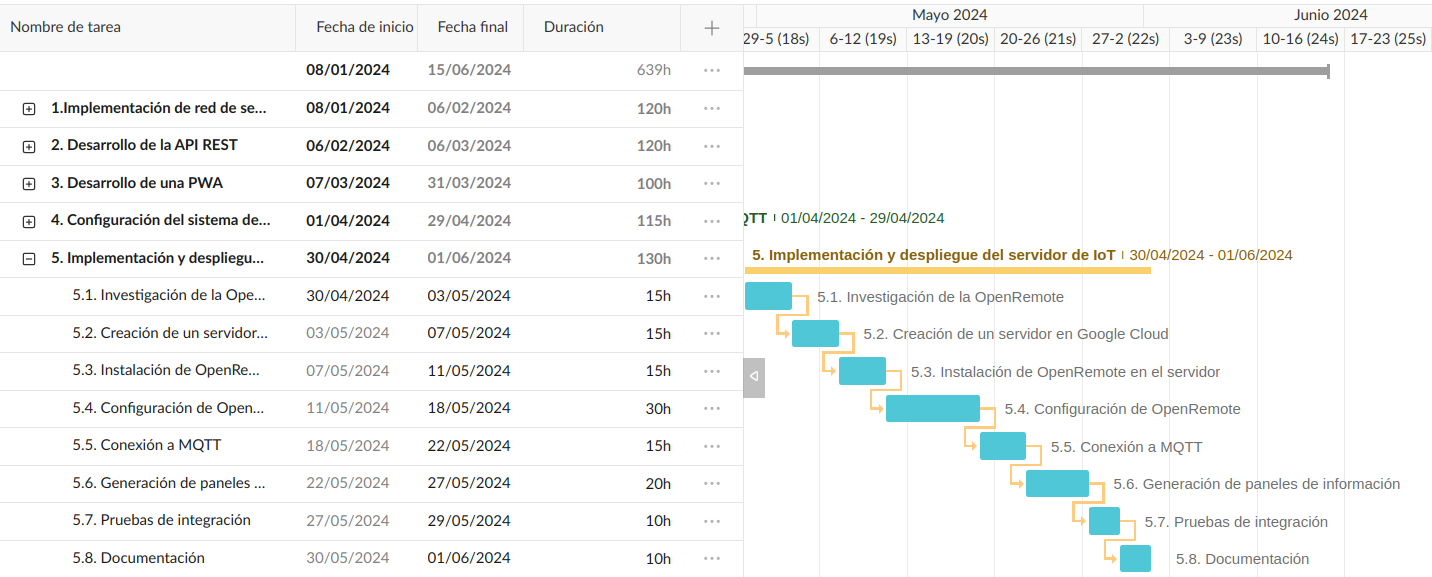 Nombre de tarea Fecha de inicio Fecha final Duración + Mayo 2024 Junio 2024
29-5 (18s) 6-12 (19s) 13-19 (20s) 20-26 (21s) 27-2 (22s) 3-9 (23s) 10-16 (24s) 17-23 (25s)
08/01/2024 15/06/2024 639h
1.Implementación de red de se... 08/01/2024 06/02/2024 120h
2. Desarrollo de la API REST 06/02/2024 06/03/2024 120h
3. Desarrollo de una PWA 07/03/2024 31/03/2024 100h
4. Configuración del sistema de... 01/04/2024 29/04/2024 115h QTT 01/04/2024 - 29/04/2024
5. Implementación y desplieg​u... 30/04/2024 01/06/2024 130h 5. Implementación y despliegue del servidor de IoT 30/04/2024 - 01/06/2024
5.1. Investigación de la Ope... 30/04/2024 03/05/2024 15h 5.1. Investigación de la OpenRemote
5.2. Creación de un servidor... 03/05/2024 07/05/2024 15h 5.2. Creación de un servidor en Google Cloud
5.3. Instalación de OpenRe... 07/05/2024 11/05/2024 15h 5.3. Instalación de OpenRemote en el servidor
5.4. Configuración de Open... 11/05/2024 18/05/2024 30h 5.4. Configuración de OpenRemote
5.5. Conexión a MQTT 18/05/2024 22/05/2024 15h 5.5. Conexión a MQTT
5.6. Generación de paneles ... 22/05/2024 27/05/2024 20h 5.6. Generación de paneles de información
5.7. Pruebas de integración 27/05/2024 29/05/2024 10h 5.7. Pruebas de integración
5.8. Documentación 30/05/2024 01/06/2024 10h 5.8. Documentación